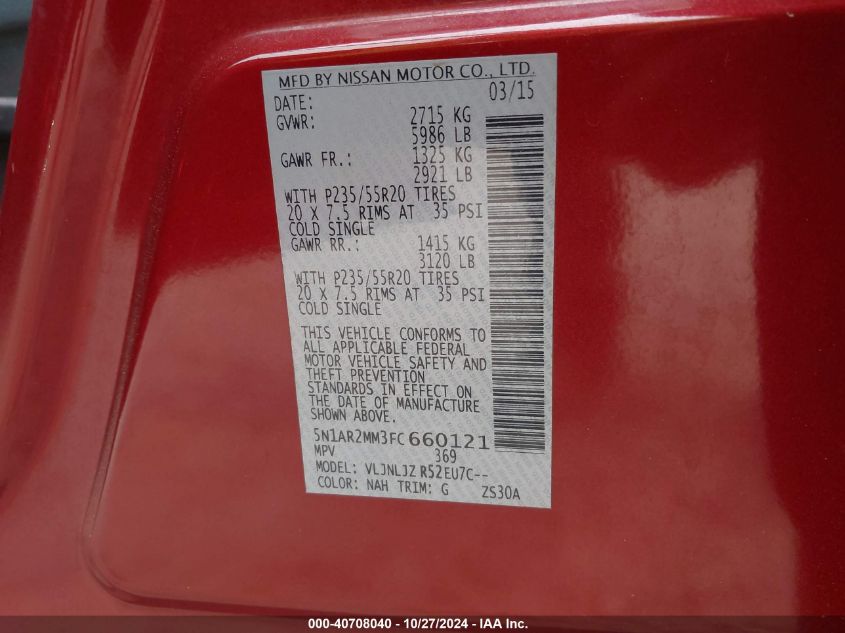 MFD BY NISSAN MOTOR CO., LTD.
DATE: 03/15
GVWR: 2715 KG
5986 LB
GAWR FR.: 1325 KG
2921 LB
WITH P235/55R20 TIRES
20 X 7.5 RIMS AT 35 PSI
COLD SINGLE
GAWR RR.: 1415 KG
3120 LB
WITH P235/55R20 TIRES
20 X 7.5 RIMS AT 35 PSI
COLD SINGLE
THIS VEHICLE CONFORMS TO
ALL APPLICABLE FEDERAL
MOTOR VEHICLE SAFETY AND
THEFT PREVENTION
STANDARDS IN EFFECT ON
THE DATE OF MANUFACTURE
SHOWN ABOVE.
5N1AR2MM3FC660121
MPV 369
MODEL: VLJNLJZ R52EU7C--
COLOR: NAH TRIM: G ZS30A
000-40708040 - 10/27/2024 - IAA Inc.